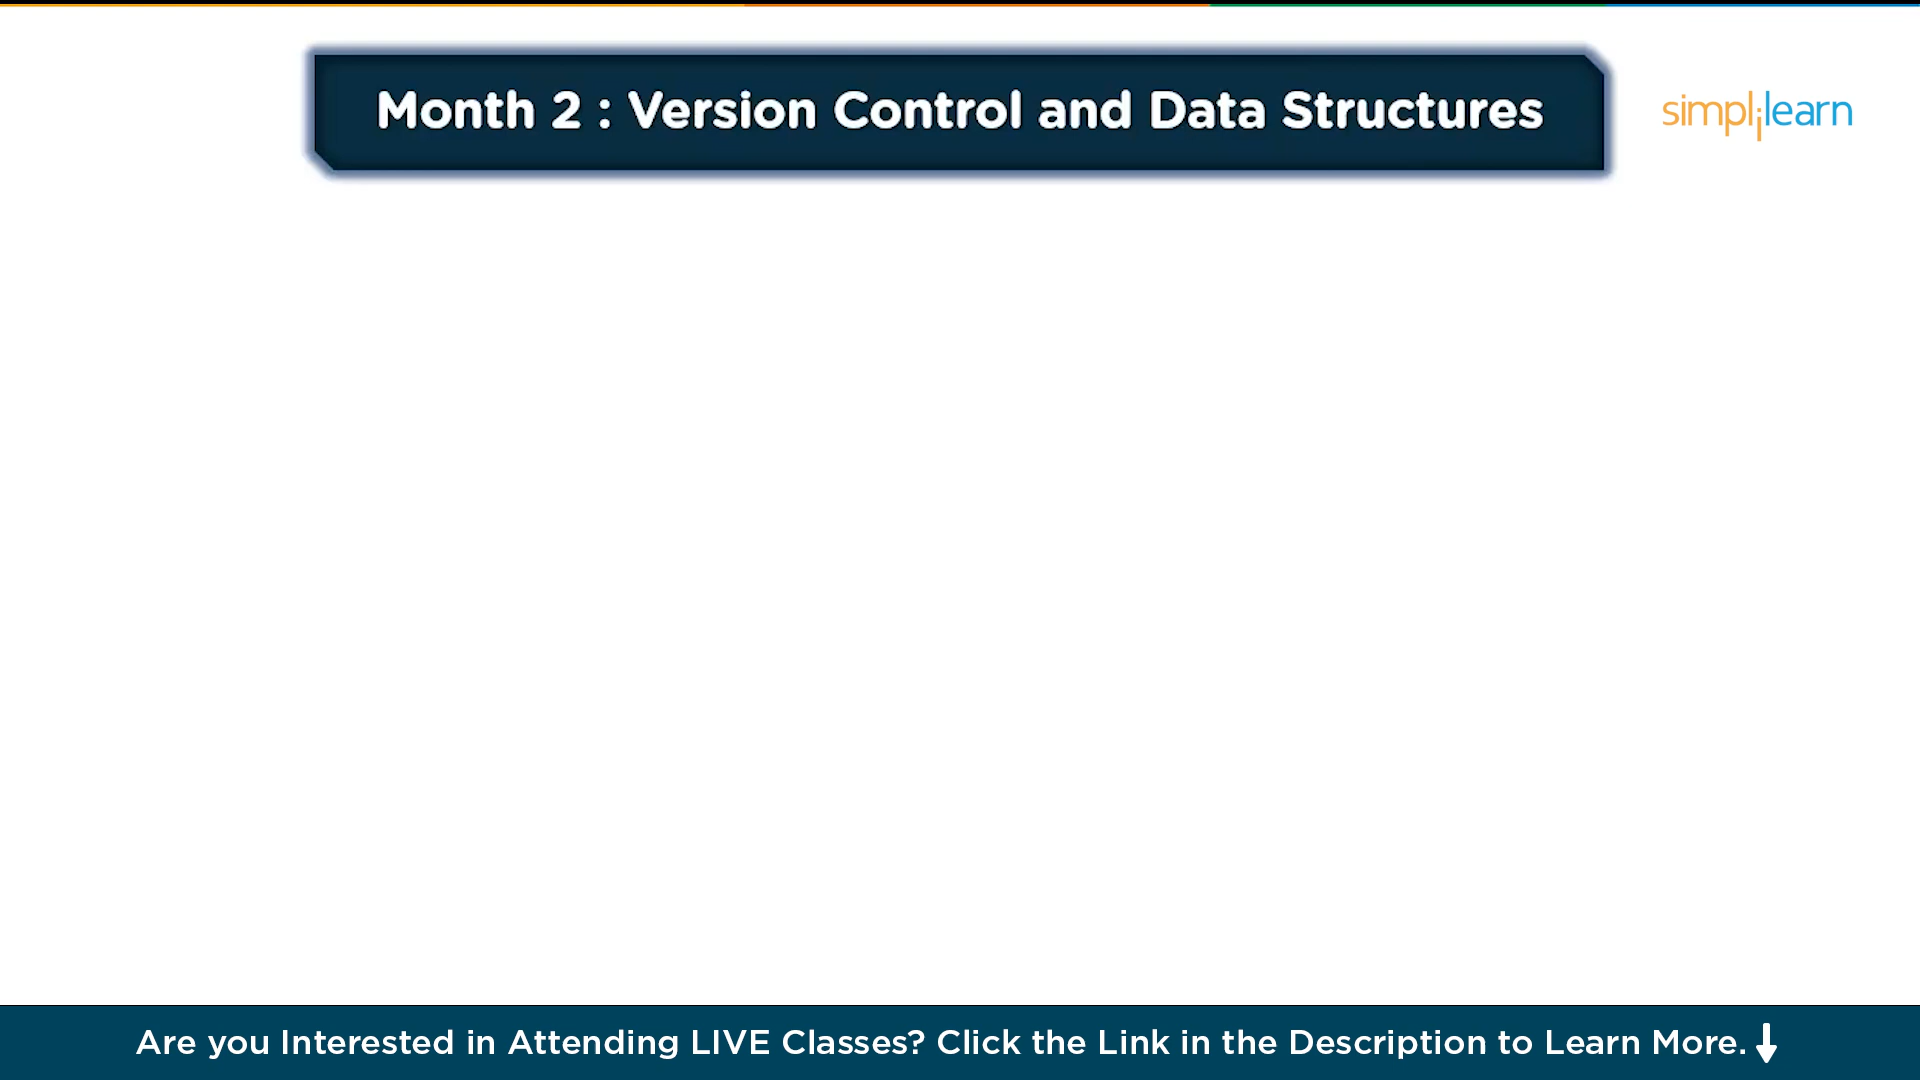 Month 2 : Version Control and Data Structures
simplilearn
Are you Interested in Attending LIVE Classes? Click the Link in the Description to Learn More.